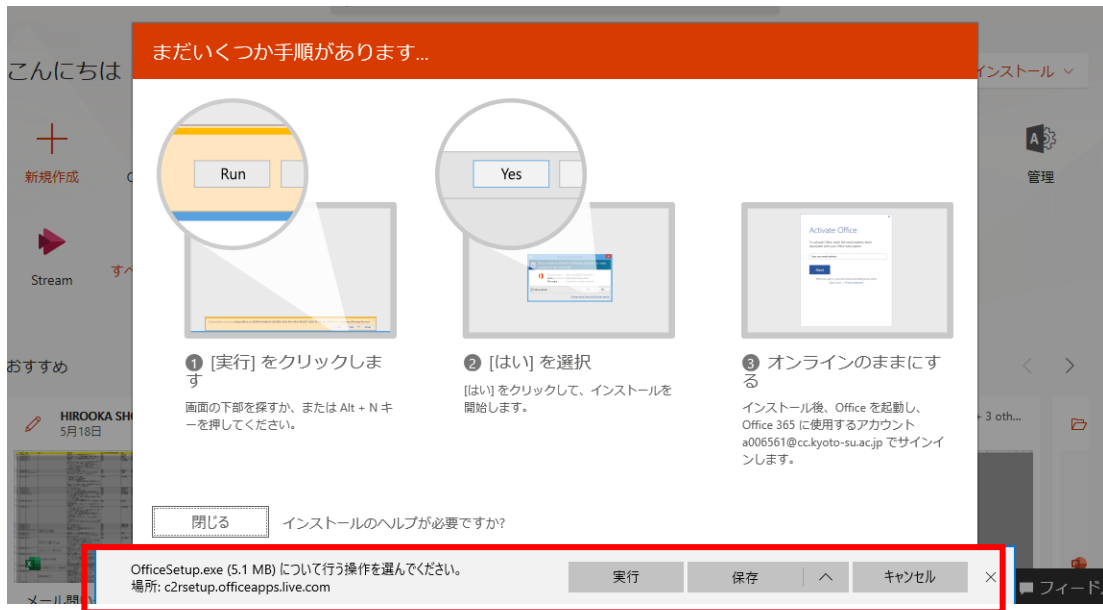 まだいくつか手順があります...
こんにちは
インストール
新規作成
管理
Stream
すべ
Run
Yes
Activate Office
❶ [実行] をクリックしま
す
画面の下部を探すか、または Alt + N キ
ーを押してください。
❷ [はい] を選択
[はい] をクリックして、インストールを
開始します。
❸ オンラインのままにす
る
インストール後、Office を起動し、
Office 365 に使用するアカウント
a006561@cc.kyoto-su.ac.jp でサインイ
ンします。
おすすめ
HIROOKA SH
5月18日
+ 3 oth...
閉じる
インストールのヘルプが必要ですか?
OfficeSetup.exe (5.1 MB) について行う操作を選んでください。
場所: c2rsetup.officeapps.live.com
実行
保存
キャンセル
メール問い
フィード